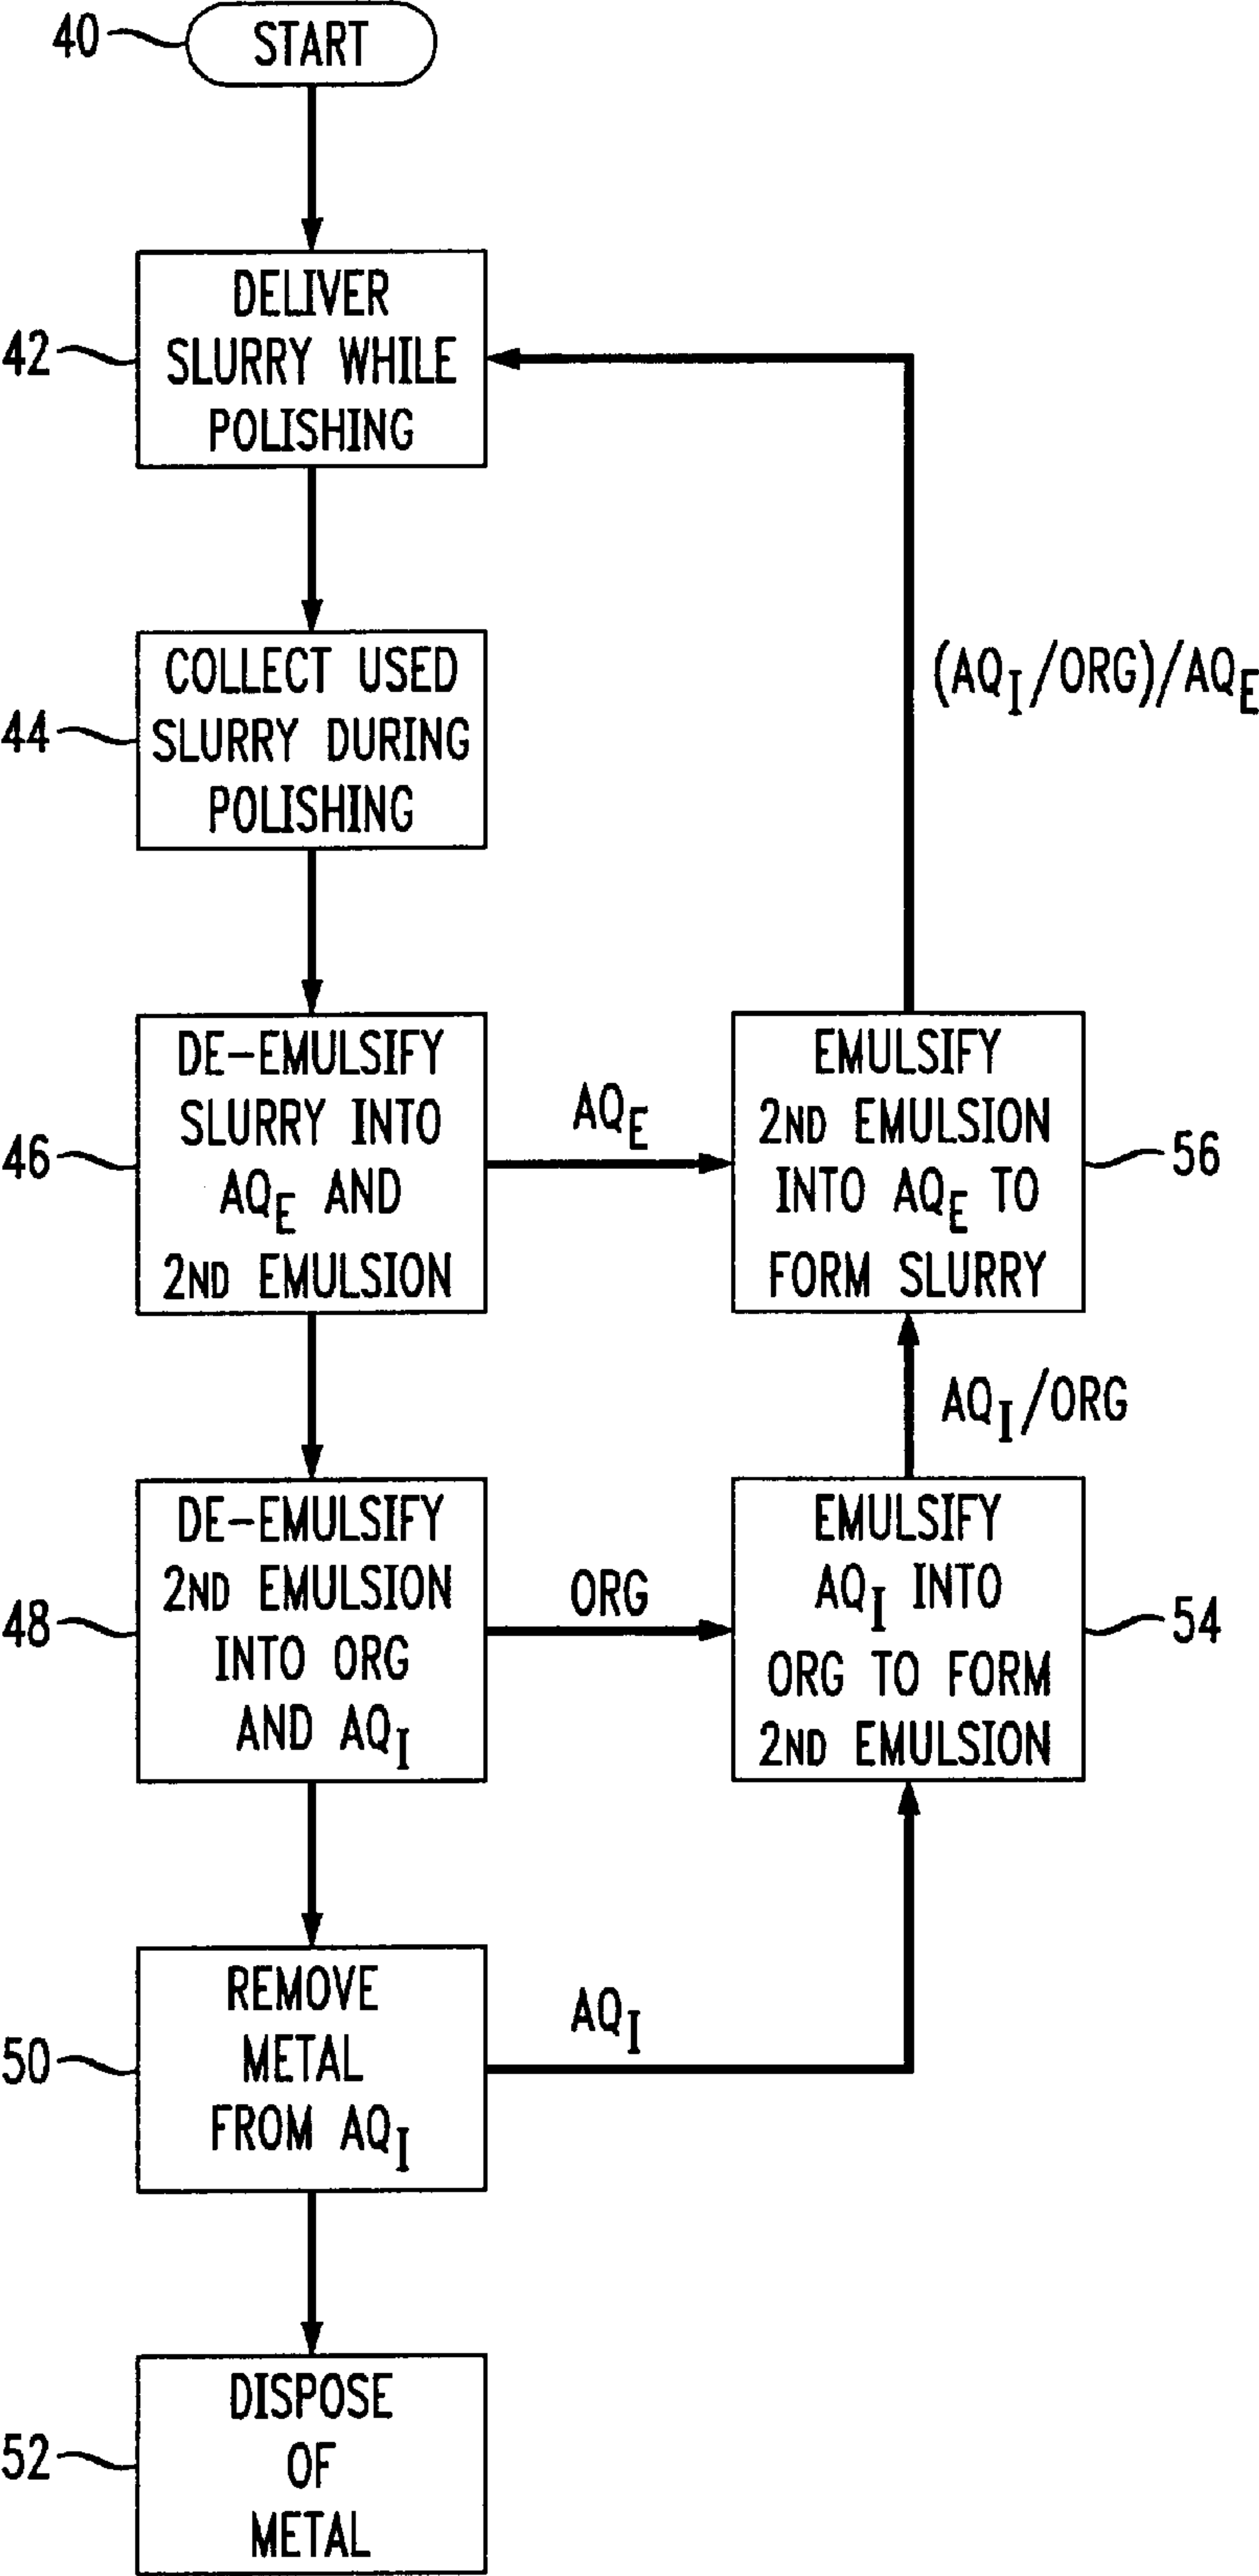 40
START
42
DELIVER
SLURRY WHILE
POLISHING
(AQI/ORG)/AQE
44
COLLECT USED
SLURRY DURING
POLISHING
46
DE-EMULSIFY
SLURRY INTO
AQE AND
2ND EMULSION
AQE
EMULSIFY
2ND EMULSION
INTO AQE TO
FORM SLURRY
56
AQI/ORG
48
DE-EMULSIFY
2ND EMULSION
INTO ORG
AND AQI
ORG
EMULSIFY
AQI INTO
ORG TO FORM
2ND EMULSION
54
50
REMOVE
METAL
FROM AQI
AQI
52
DISPOSE
OF
METAL